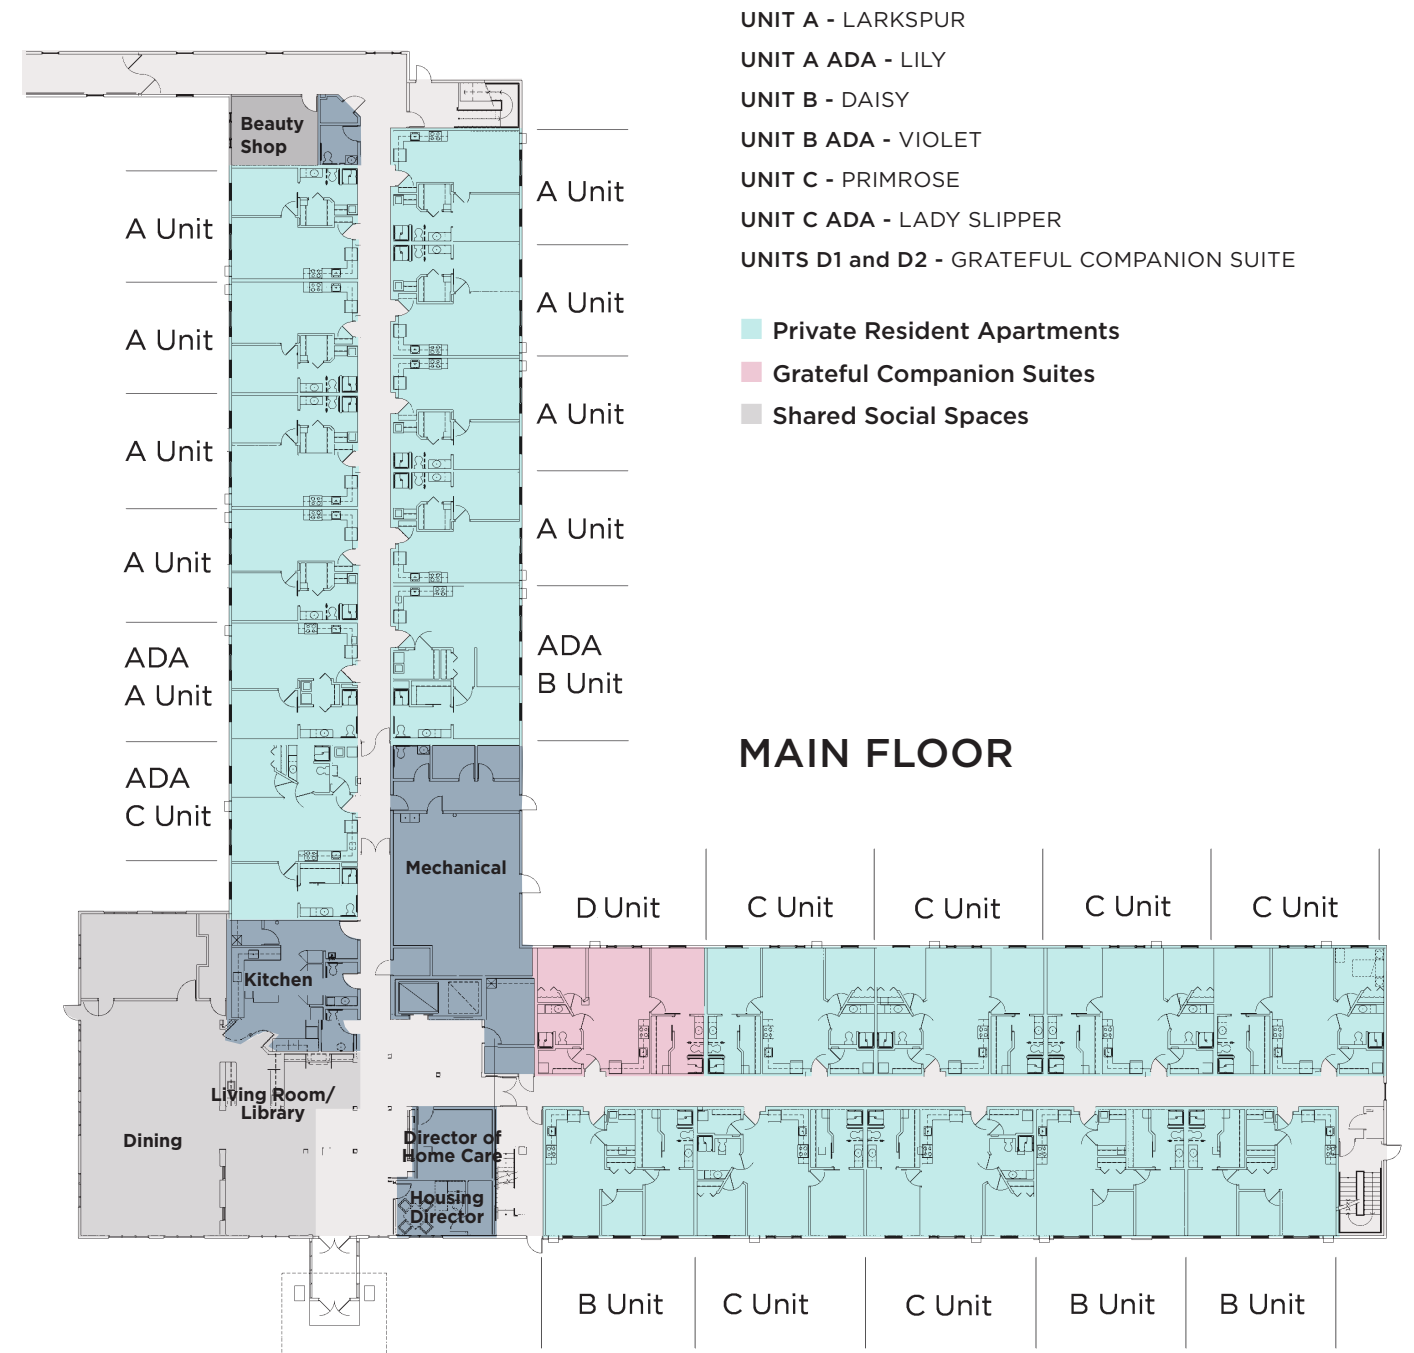 UNIT A - LARKSPUR
UNIT A ADA - LILY
UNIT B - DAISY
UNIT B ADA - VIOLET
UNIT C - PRIMROSE
UNIT C ADA - LADY SLIPPER
UNITS D1 and D2 - GRATEFUL COMPANION SUITE
Private Resident Apartments
Grateful Companion Suites
Shared Social Spaces
Beauty
Shop
A Unit
A Unit
A Unit
A Unit
ADA
A Unit
ADA
C Unit
A Unit
A Unit
A Unit
A Unit
ADA
B Unit
MAIN FLOOR
Mechanical
D Unit
C Unit
C Unit
C Unit
C Unit
Kitchen
Living Room/
Library
Dining
Director of
Home Care
Housing
Director
B Unit
C Unit
C Unit
B Unit
B Unit